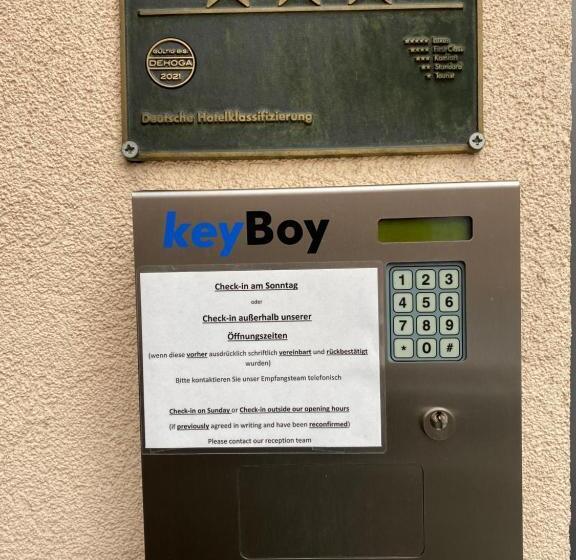 GÜLTIG BIS:
DEHOGA
2021
★★★★★ Luxus
★★★★ First Class
★★★ Komfort
★★ Standard
★ Tourist
Deutsche Hotelklassifizierung
keyBoy
1 2 3
4 5 6
7 8 9
* 0 #
Check-in am Sonntag
oder
Check-in außerhalb unserer
Öffnungszeiten
(wenn diese vorher ausdrücklich schriftlich vereinbart und rückbestätigt
wurden)
Bitte kontaktieren Sie unser Empfangsteam telefonisch
Check-in on Sunday or Check-in outside our opening hours
(if previously agreed in writing and have been reconfirmed)
Please contact our reception team